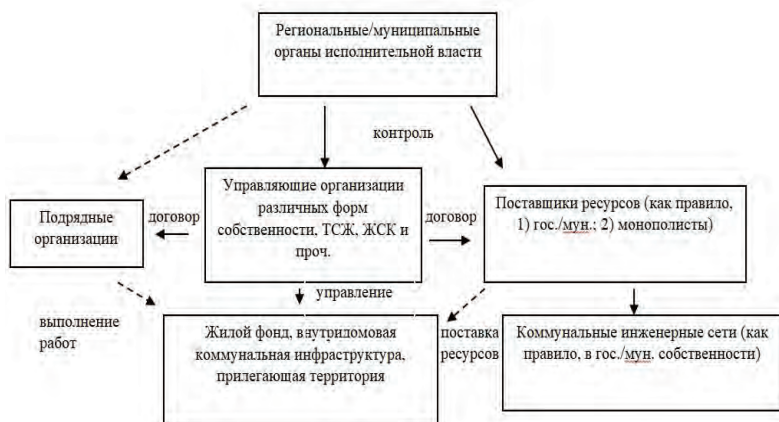 Региональные/муниципальные
органы исполнительной власти
контроль
Управляющие организации
различных форм
собственности, ТСЖ, ЖСК и
проч.
Подрядные
организации
договор
договор
Поставщики ресурсов (как правило,
1) гос./мун.; 2) монополисты)
управление
выполнение
работ
Жилой фонд, внутридомовая
коммунальная инфраструктура,
прилегающая территория
поставка
ресурсов
Коммунальные инженерные сети (как
правило, в гос./мун. собственности)